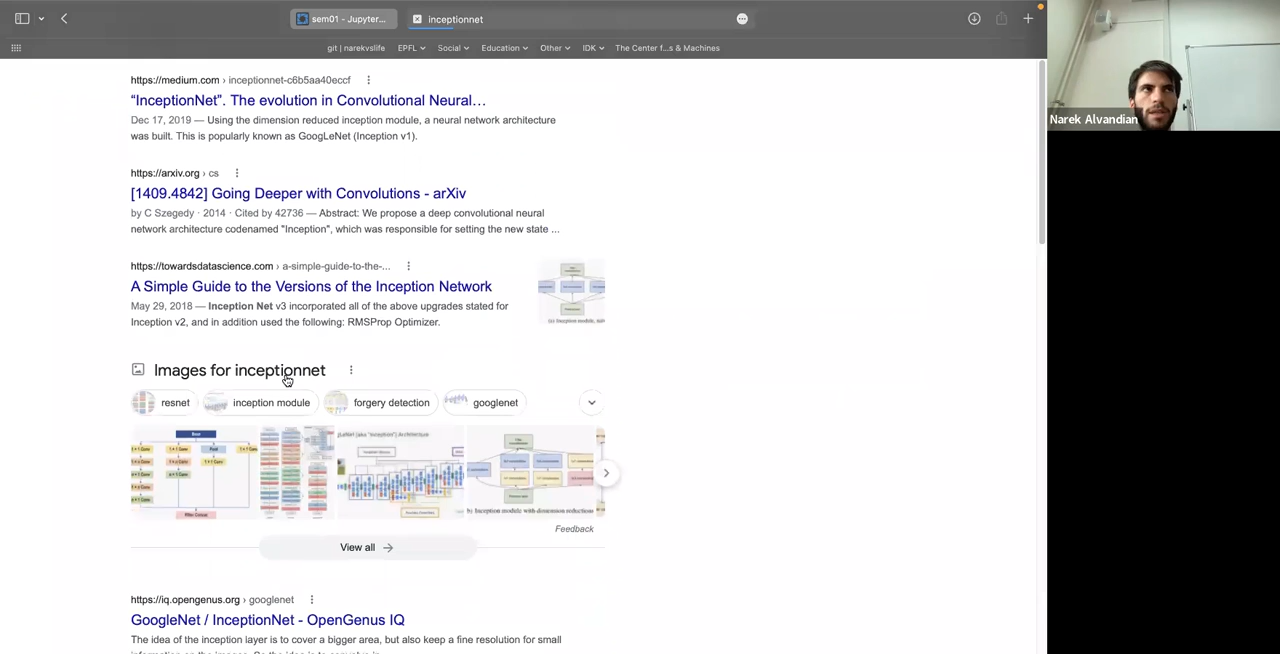 sem01 - Jupyter...
inceptionnet
git | narekvslife
EPFL
Social
Education
Other
IDK
The Center f...s & Machines
Narek Alvandian
https://medium.com › inceptionnet-c6b5aa40eccf
“InceptionNet”. The evolution in Convolutional Neural...
Dec 17, 2019 — Using the dimension reduced inception module, a neural network architecture
was built. This is popularly known as GoogLeNet (Inception v1).
https://arxiv.org › cs
[1409.4842] Going Deeper with Convolutions - arXiv
by C Szegedy · 2014 · Cited by 42736 — Abstract: We propose a deep convolutional neural
network architecture codenamed "Inception", which was responsible for setting the new state ...
https://towardsdatascience.com › a-simple-guide-to-the-...
A Simple Guide to the Versions of the Inception Network
May 29, 2018 — Inception Net v3 incorporated all of the above upgrades stated for
Inception v2, and in addition used the following: RMSProp Optimizer.
Images for inceptionnet
resnet
inception module
forgery detection
googlenet
Feedback
View all
https://iq.opengenus.org › googlenet
GoogleNet / InceptionNet - OpenGenus IQ
The idea of the inception layer is to cover a bigger area, but also keep a fine resolution for small